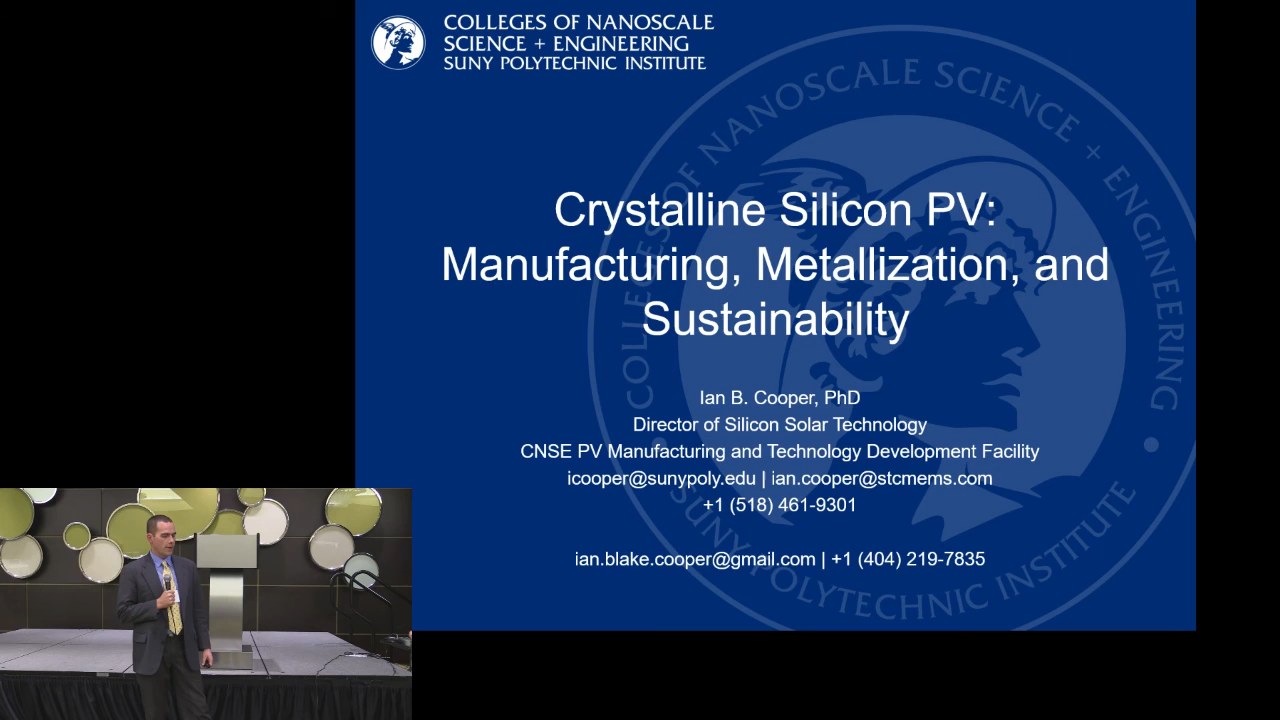 COLLEGES OF NANOSCALE
SCIENCE + ENGINEERING
SUNY POLYTECHNIC INSTITUTE
COLLEGES OF NANOSCALE SCIENCE + ENGINEERING
Crystalline Silicon PV:
Manufacturing, Metallization, and
Sustainability
Ian B. Cooper, PhD
Director of Silicon Solar Technology
CNSE PV Manufacturing and Technology Development Facility
icooper@sunypoly.edu | ian.cooper@stcmems.com
+1 (518) 461-9301
ian.blake.cooper@gmail.com | +1 (404) 219-7835
SUNY POLYTECHNIC INSTITUTE